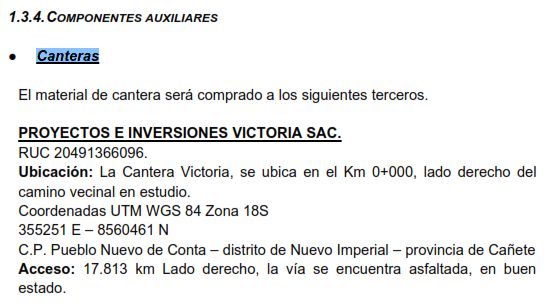 1.3.4. COMPONENTES AUXILIARES
• Canteras
El material de cantera será comprado a los siguientes terceros.
PROYECTOS E INVERSIONES VICTORIA SAC.
RUC 20491366096.
Ubicación: La Cantera Victoria, se ubica en el Km 0+000, lado derecho del
camino vecinal en estudio.
Coordenadas UTM WGS 84 Zona 18S
355251 E – 8560461 N
C.P. Pueblo Nuevo de Conta – distrito de Nuevo Imperial – provincia de Cañete
Acceso: 17.813 km Lado derecho, la vía se encuentra asfaltada, en buen
estado.